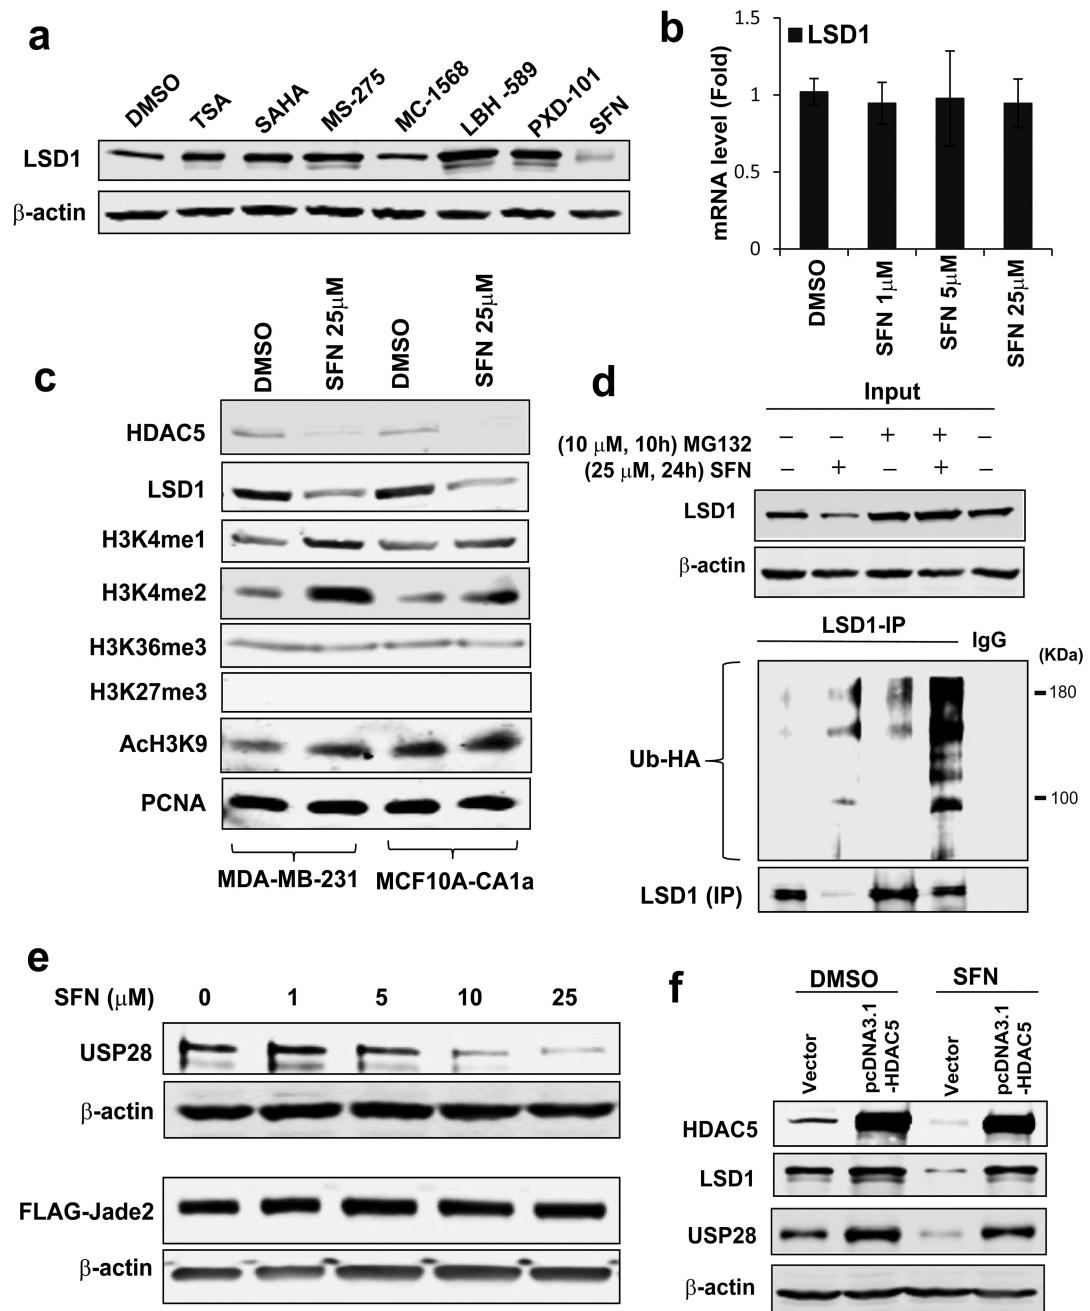 a
DMSO TSA SAHA MS-275 MC-1568 LBH -589 PXD-101 SFN
LSD1
β-actin
b
LSD1
mRNA level (Fold)
1.5
1
0.5
0
DMSO
SFN 1μM
SFN 5μM
SFN 25μM
c
DMSO
SFN 25μM
DMSO
SFN 25μM
HDAC5
LSD1
H3K4me1
H3K4me2
H3K36me3
H3K27me3
AcH3K9
PCNA
MDA-MB-231 MCF10A-CA1a
d
Input
(10 μM, 10h) MG132 – – + + –
(25 μM, 24h) SFN – + – + –
LSD1
β-actin
LSD1-IP IgG
(KDa)
180
Ub-HA
100
LSD1 (IP)
e
SFN (μM) 0 1 5 10 25
USP28
β-actin
FLAG-Jade2
β-actin
f
DMSO SFN
Vector
pcDNA3.1
-HDAC5
Vector
pcDNA3.1
-HDAC5
HDAC5
LSD1
USP28
β-actin